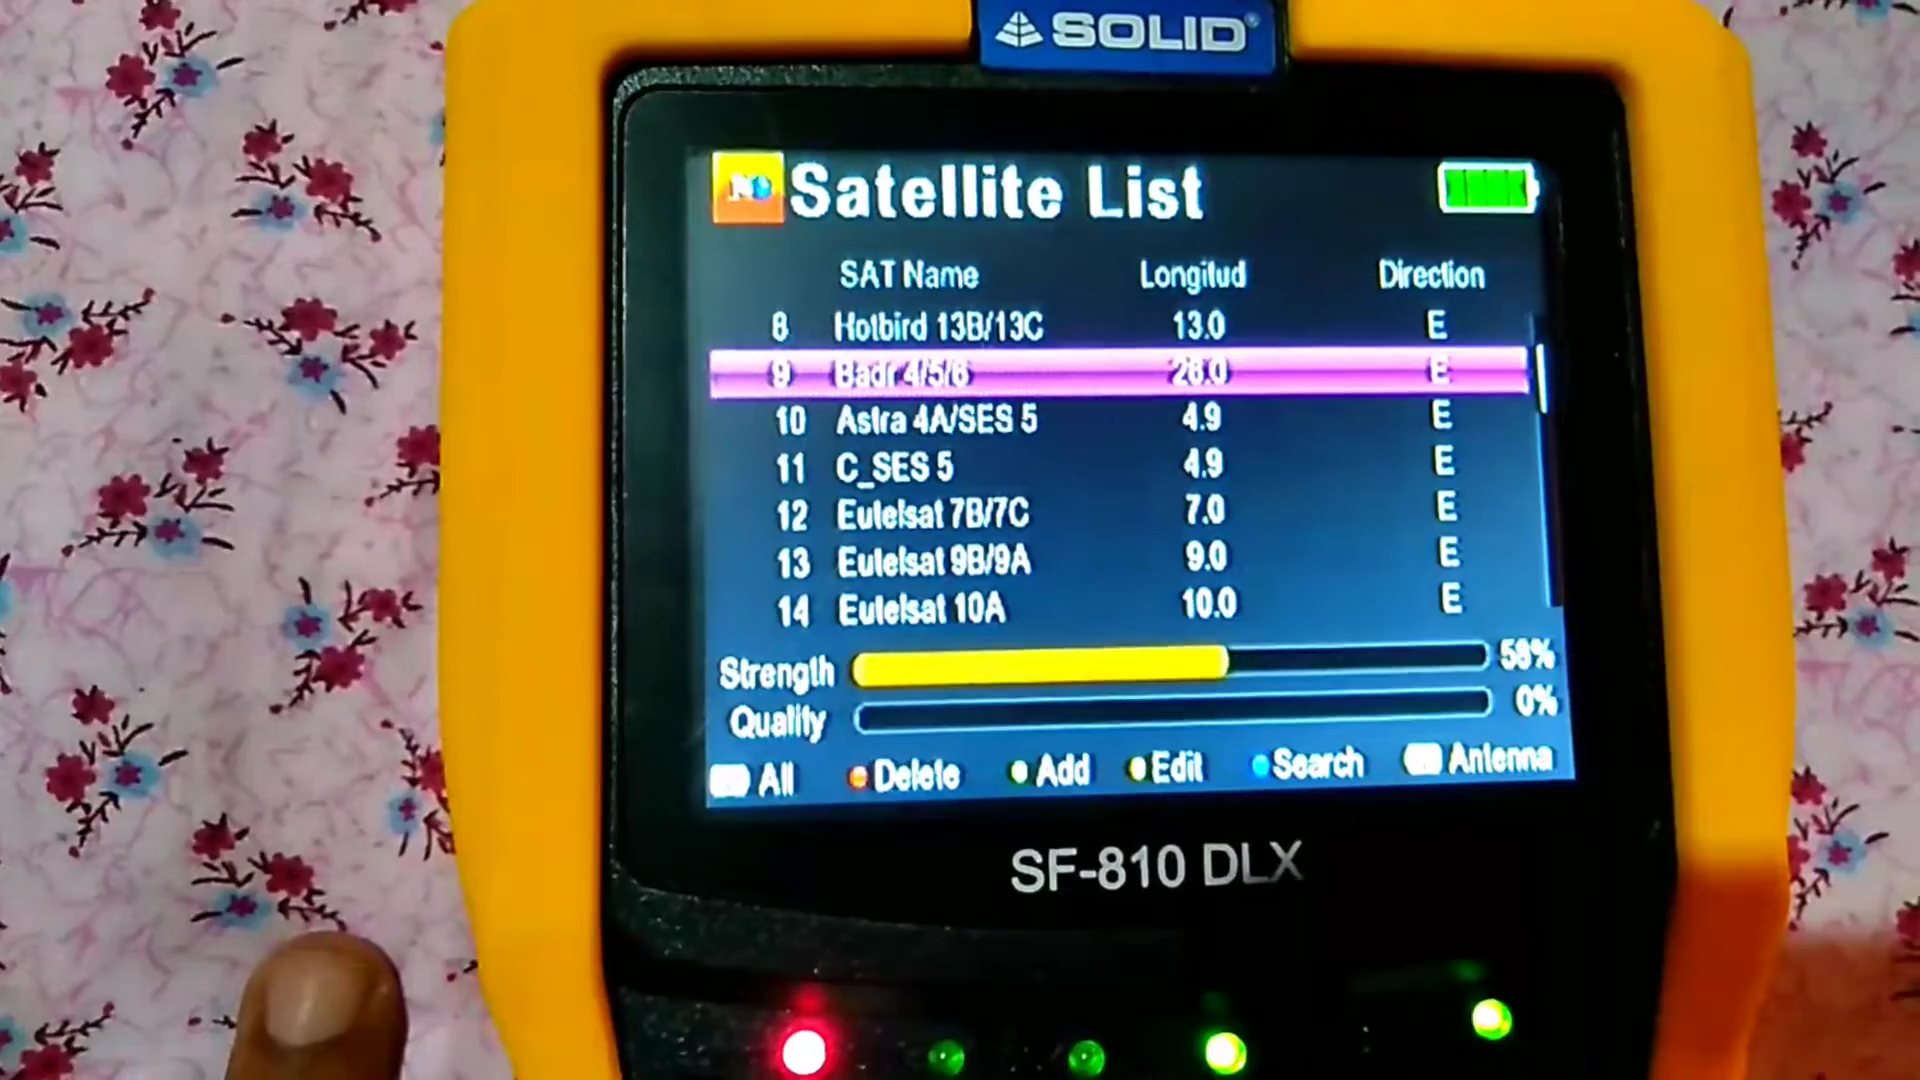 SOLID®
Satellite List
SAT Name Longitud Direction
8 Hotbird 13B/13C 13.0 E
9 Badr 4/5/6 26.0 E
10 Astra 4A/SES 5 4.9 E
11 C_SES 5 4.9 E
12 Eutelsat 7B/7C 7.0 E
13 Eutelsat 9B/9A 9.0 E
14 Eutelsat 10A 10.0 E
Strength
Quality 0%
All Delete Add Edit Search Antenna
SF-810 DLX